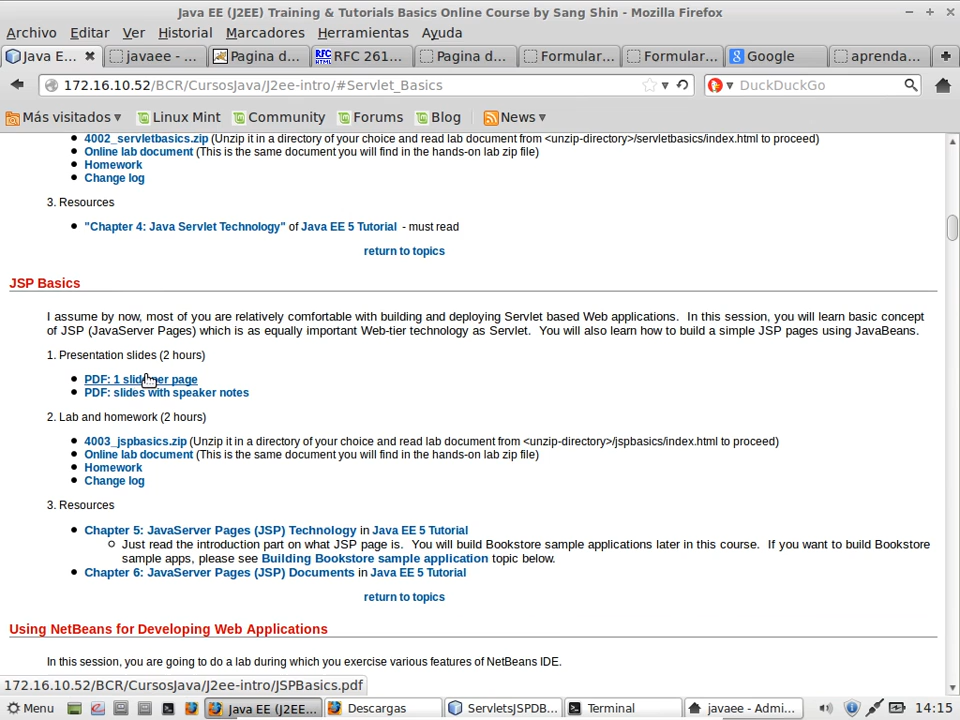 Java EE (J2EE) Training & Tutorials Basics Online Course by Sang Shin - Mozilla Firefox
Archivo Editar Ver Historial Marcadores Herramientas Ayuda
Java E... javaee - ... Pagina d... RFC HTML RFC 261... Pagina d... Formular... Formular... Google aprenda...
172.16.10.52/BCR/CursosJava/J2ee-intro/#Servlet_Basics DuckDuckGo
Más visitados Linux Mint Community Forums Blog News
4002_servletbasics.zip (Unzip it in a directory of your choice and read lab document from <unzip-directory>/servletbasics/index.html to proceed)
Online lab document (This is the same document you will find in the hands-on lab zip file)
Homework
Change log
3. Resources
"Chapter 4: Java Servlet Technology" of Java EE 5 Tutorial - must read
return to topics
JSP Basics
I assume by now, most of you are relatively comfortable with building and deploying Servlet based Web applications. In this session, you will learn basic concept
of JSP (JavaServer Pages) which is as equally important Web-tier technology as Servlet. You will also learn how to build a simple JSP pages using JavaBeans.
1. Presentation slides (2 hours)
PDF: 1 slide per page
PDF: slides with speaker notes
2. Lab and homework (2 hours)
4003_jspbasics.zip (Unzip it in a directory of your choice and read lab document from <unzip-directory>/jspbasics/index.html to proceed)
Online lab document (This is the same document you will find in the hands-on lab zip file)
Homework
Change log
3. Resources
Chapter 5: JavaServer Pages (JSP) Technology in Java EE 5 Tutorial
Just read the introduction part on what JSP page is. You will build Bookstore sample applications later in this course. If you want to build Bookstore
sample apps, please see Building Bookstore sample application topic below.
Chapter 6: JavaServer Pages (JSP) Documents in Java EE 5 Tutorial
return to topics
Using NetBeans for Developing Web Applications
In this session, you are going to do a lab during which you exercise various features of NetBeans IDE.
172.16.10.52/BCR/CursosJava/J2ee-intro/JSPBasics.pdf
Menu Java EE (J2EE... Descargas ServletsJSPDB... Terminal javaee - Admi... 14:15